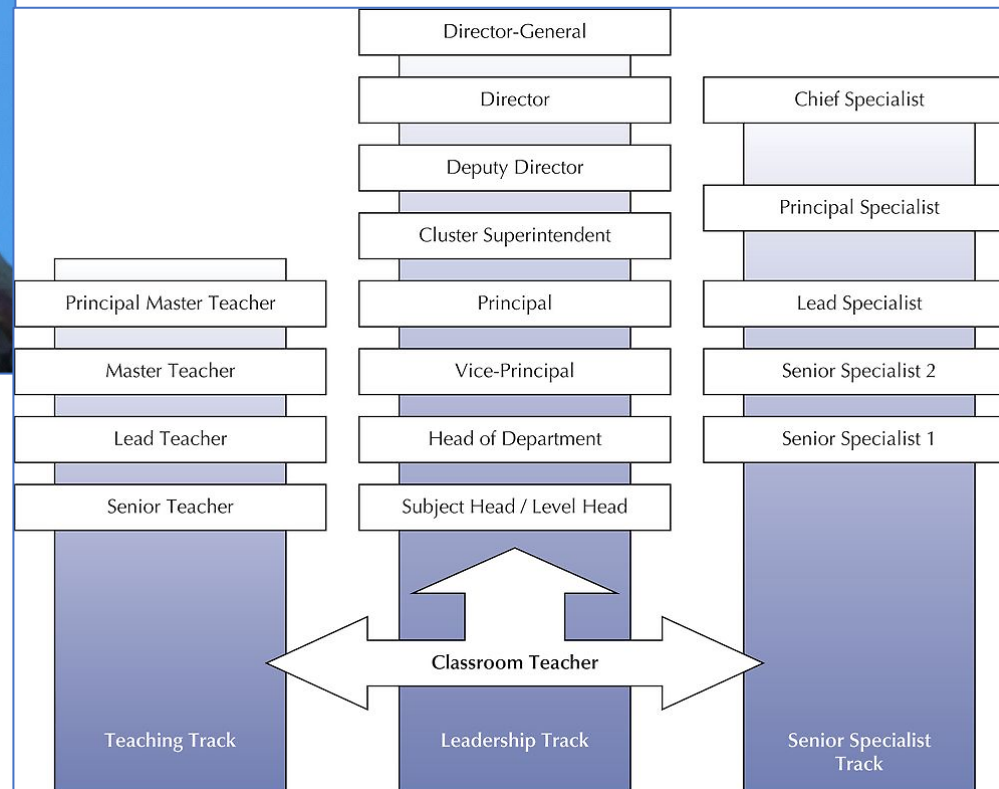 Director-General
Director
Deputy Director
Cluster Superintendent
Principal
Vice-Principal
Head of Department
Subject Head / Level Head
Chief Specialist
Principal Specialist
Lead Specialist
Senior Specialist 2
Senior Specialist 1
Principal Master Teacher
Master Teacher
Lead Teacher
Senior Teacher
Classroom Teacher
Teaching Track
Leadership Track
Senior Specialist
Track